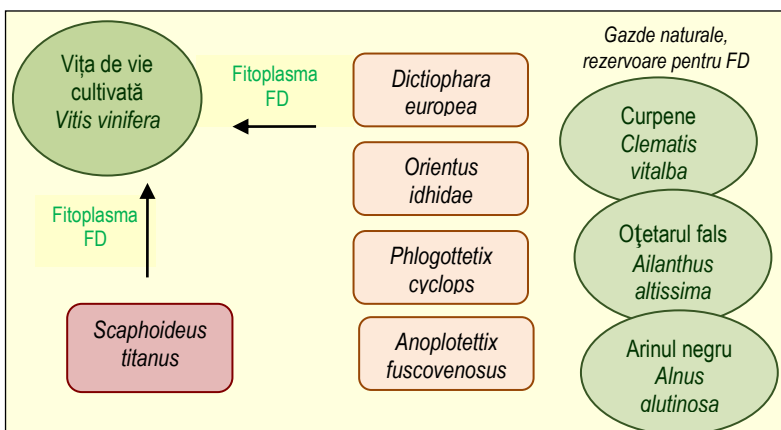 Vița de vie
cultivată
Vitis vinifera
Fitoplasma
FD
Fitoplasma
FD
Scaphoideus
titanus
Dictiophara
europea
Orientus
idhidae
Phlogottetix
cyclops
Anoplotettix
fuscovenosus
Gazde naturale,
rezervoare pentru FD
Curpene
Clematis
vitalba
Oţetarul fals
Ailanthus
altissima
Arinul negru
Alnus
glutinosa